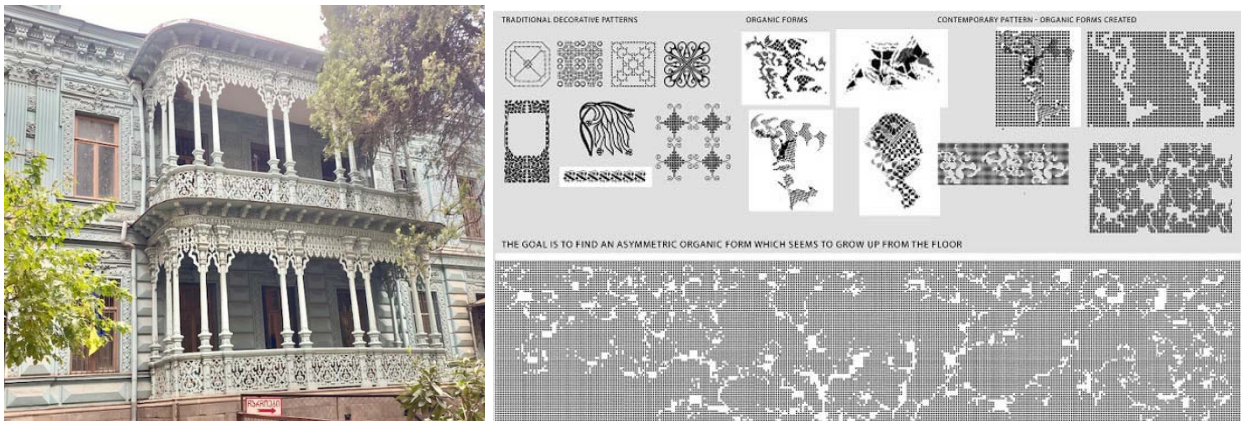 TRADITIONAL DECORATIVE PATTERNS
ORGANIC FORMS
CONTEMPORARY PATTERN - ORGANIC FORMS CREATED
THE GOAL IS TO FIND AN ASYMMETRIC ORGANIC FORM WHICH SEEMS TO GROW UP FROM THE FLOOR